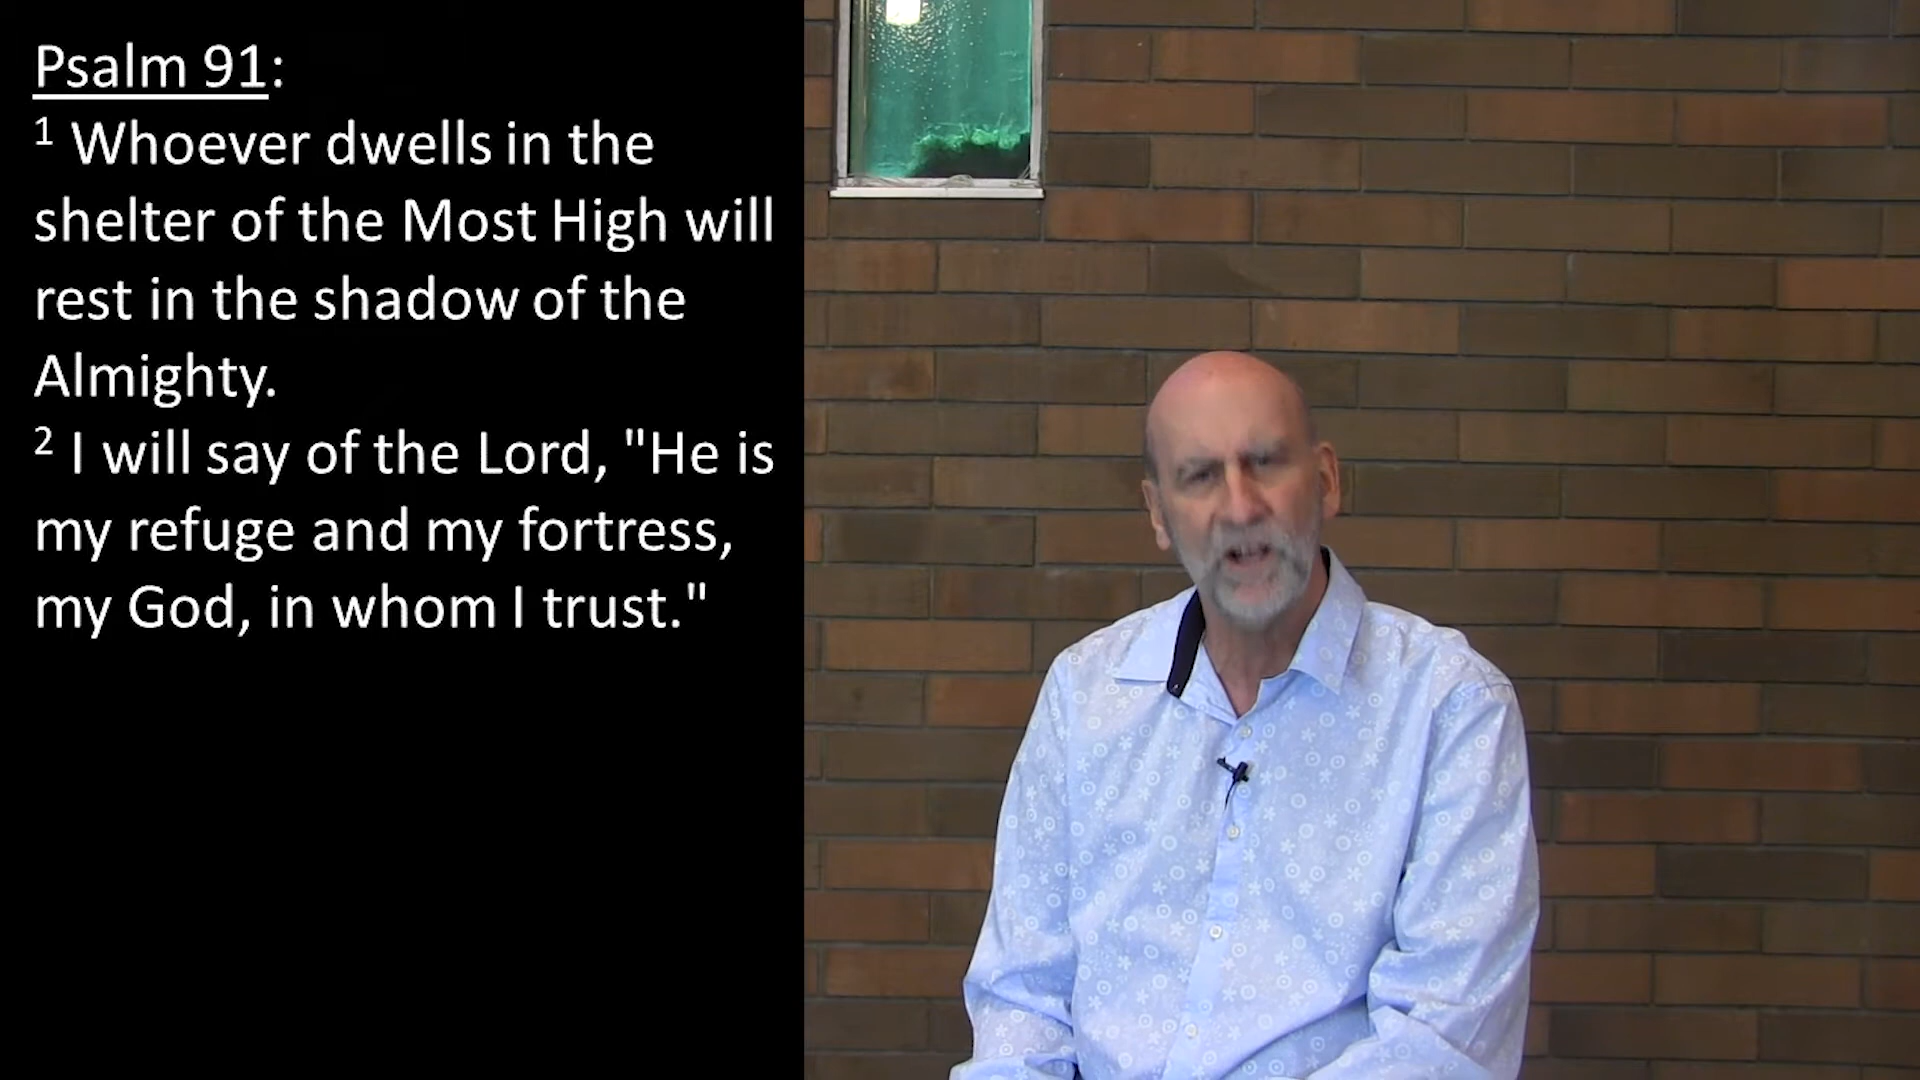 Psalm 91:
1 Whoever dwells in the
shelter of the Most High will
rest in the shadow of the
Almighty.
2 I will say of the Lord, "He is
my refuge and my fortress,
my God, in whom I trust."